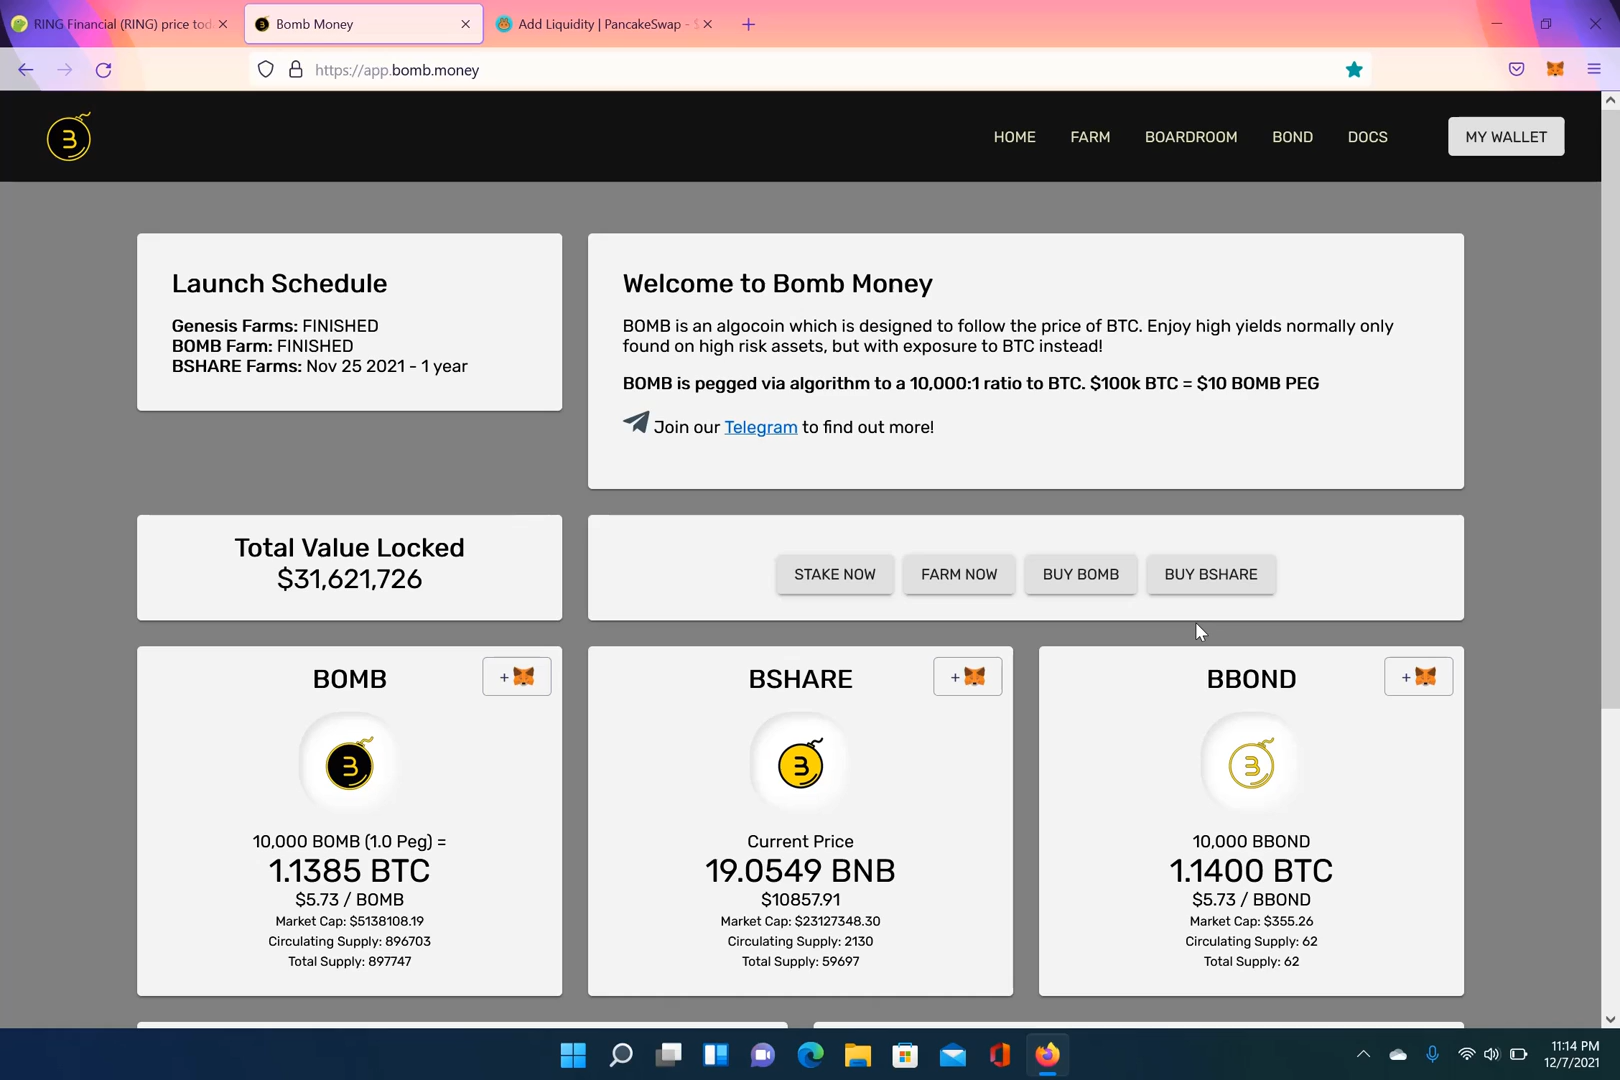 RING Financial (RING) price tod
Bomb Money
Add Liquidity | PancakeSwap - $
https://app.bomb.money
HOME
FARM
BOARDROOM
BOND
DOCS
MY WALLET
Launch Schedule
Genesis Farms: FINISHED
BOMB Farm: FINISHED
BSHARE Farms: Nov 25 2021 - 1 year
Welcome to Bomb Money
BOMB is an algocoin which is designed to follow the price of BTC. Enjoy high yields normally only
found on high risk assets, but with exposure to BTC instead!
BOMB is pegged via algorithm to a 10,000:1 ratio to BTC. $100k BTC = $10 BOMB PEG
Join our Telegram to find out more!
Total Value Locked
$31,621,726
STAKE NOW
FARM NOW
BUY BOMB
BUY BSHARE
BOMB
+
10,000 BOMB (1.0 Peg) =
1.1385 BTC
$5.73 / BOMB
Market Cap: $5138108.19
Circulating Supply: 896703
Total Supply: 897747
BSHARE
+
Current Price
19.0549 BNB
$10857.91
Market Cap: $23127348.30
Circulating Supply: 2130
Total Supply: 59697
BBOND
+
10,000 BBOND
1.1400 BTC
$5.73 / BBOND
Market Cap: $355.26
Circulating Supply: 62
Total Supply: 62
11:14 PM
12/7/2021